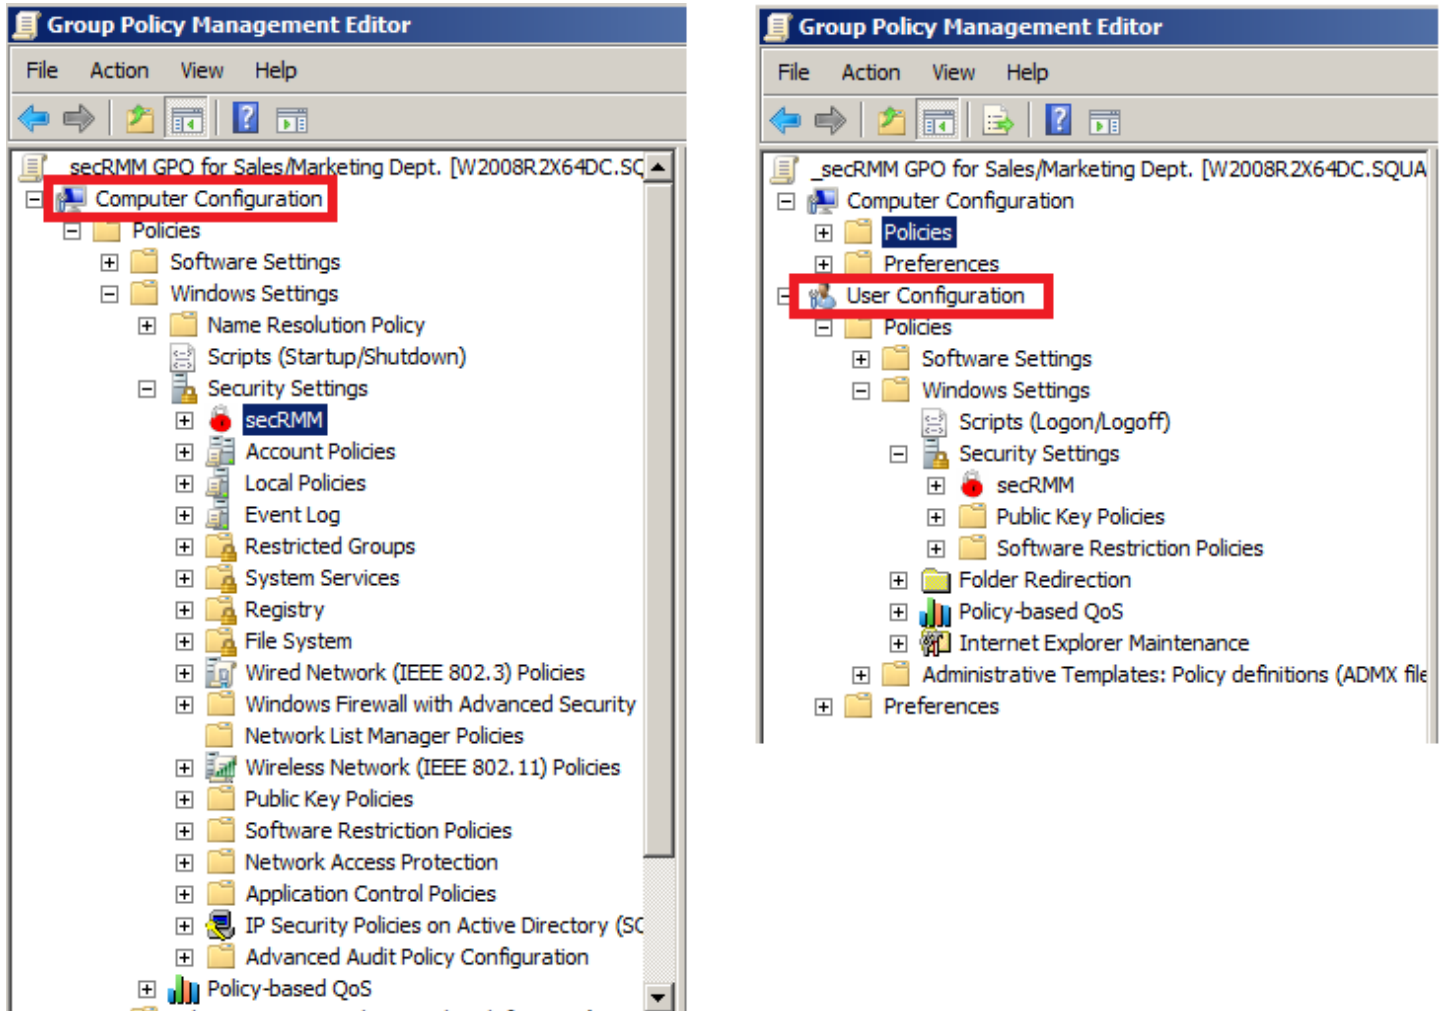 Group Policy Management Editor
File Action View Help
_secRMM GPO for Sales/Marketing Dept. [W2008R2X64DC.SQ
Computer Configuration
Policies
Software Settings
Windows Settings
Name Resolution Policy
Scripts (Startup/Shutdown)
Security Settings
secRMM
Account Policies
Local Policies
Event Log
Restricted Groups
System Services
Registry
File System
Wired Network (IEEE 802.3) Policies
Windows Firewall with Advanced Security
Network List Manager Policies
Wireless Network (IEEE 802.11) Policies
Public Key Policies
Software Restriction Policies
Network Access Protection
Application Control Policies
IP Security Policies on Active Directory (SC
Advanced Audit Policy Configuration
Policy-based QoS
Group Policy Management Editor
File Action View Help
_secRMM GPO for Sales/Marketing Dept. [W2008R2X64DC.SQUA
Computer Configuration
Policies
Preferences
User Configuration
Policies
Software Settings
Windows Settings
Scripts (Logon/Logoff)
Security Settings
secRMM
Public Key Policies
Software Restriction Policies
Folder Redirection
Policy-based QoS
Internet Explorer Maintenance
Administrative Templates: Policy definitions (ADMX file
Preferences